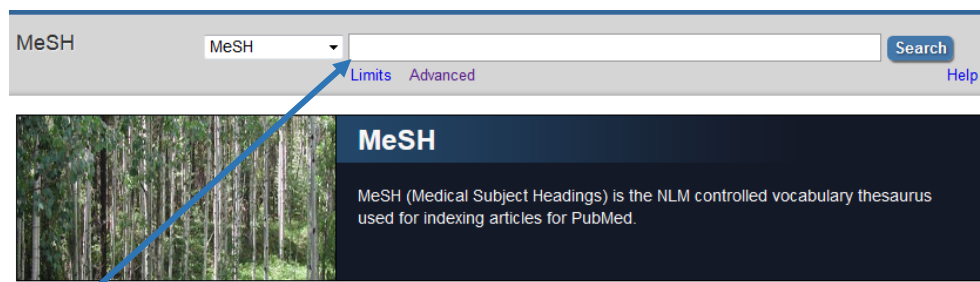 MeSH MeSH Search
Limits Advanced Help
MeSH
MeSH (Medical Subject Headings) is the NLM controlled vocabulary thesaurus
used for indexing articles for PubMed.